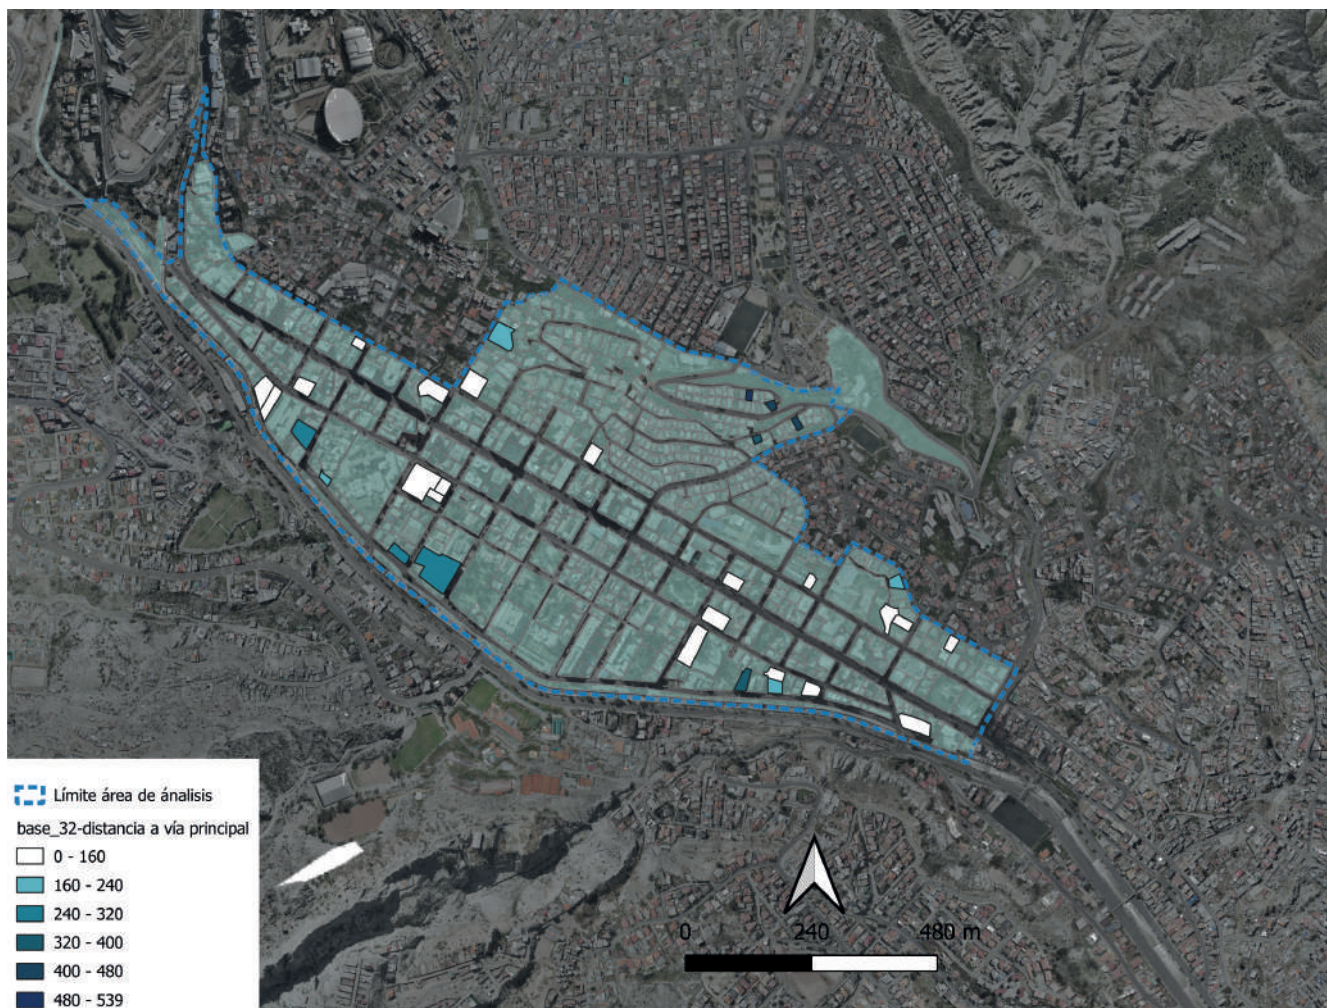 Límite área de ánalisis
base_32-distancia a vía principal
0 - 160
160 - 240
240 - 320
320 - 400
400 - 480
480 - 539
0 240 480 m